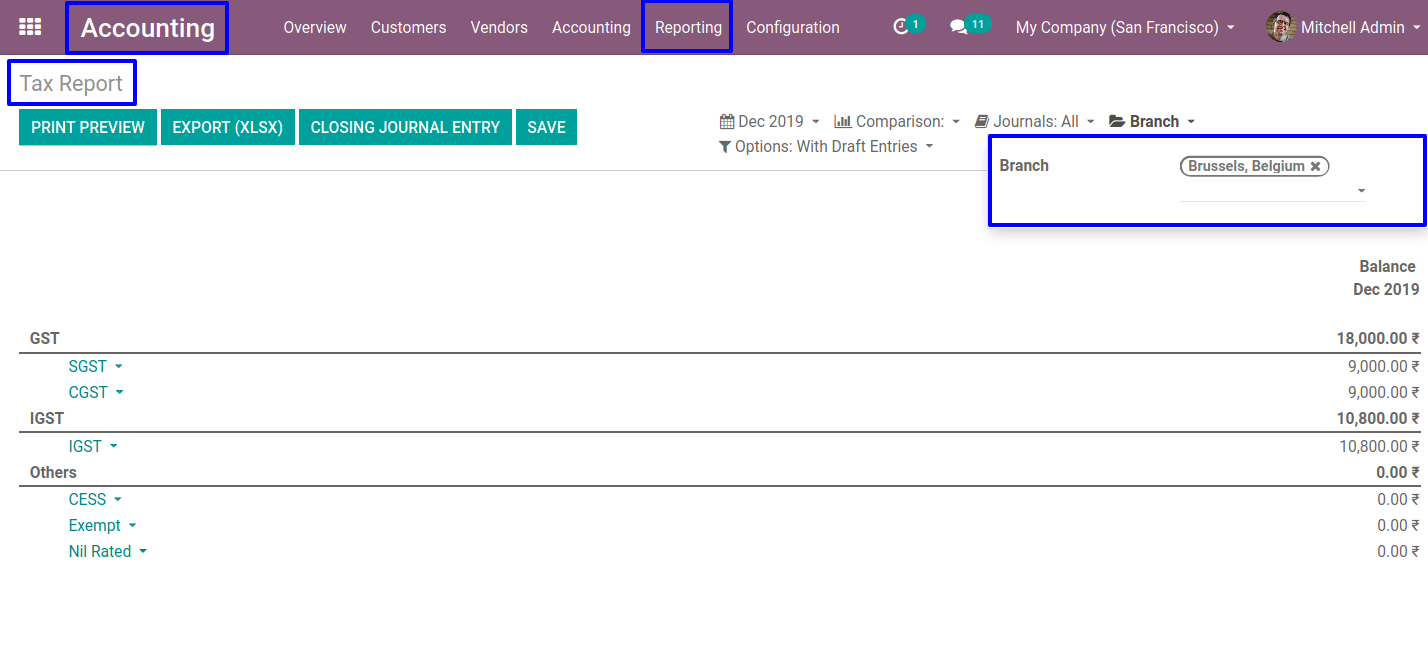 Accounting Overview Customers Vendors Accounting Reporting Configuration 1 11 My Company (San Francisco) Mitchell Admin
Tax Report
PRINT PREVIEW EXPORT (XLSX) CLOSING JOURNAL ENTRY SAVE
Dec 2019 Comparison: Journals: All Branch
Options: With Draft Entries
Branch Brussels, Belgium ✖
Balance
Dec 2019
GST 18,000.00 ₹
SGST 9,000.00 ₹
CGST 9,000.00 ₹
IGST 10,800.00 ₹
IGST 10,800.00 ₹
Others 0.00 ₹
CESS 0.00 ₹
Exempt 0.00 ₹
Nil Rated 0.00 ₹